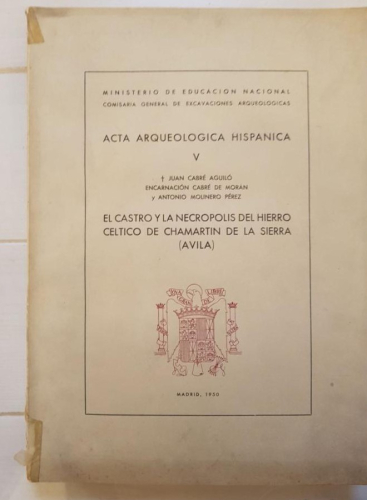 MINISTERIO DE EDUCACION NACIONAL
COMISARIA GENERAL DE EXCAVACIONES ARQUEOLOGICAS
ACTA ARQUEOLOGICA HISPANICA
V
† JUAN CABRÉ AGUILÓ
ENCARNACIÓN CABRÉ DE MORAN
y ANTONIO MOLINERO PÉREZ
EL CASTRO Y LA NECROPOLIS DEL HIERRO
CELTICO DE CHAMARTIN DE LA SIERRA
(AVILA)
MADRID, 1950